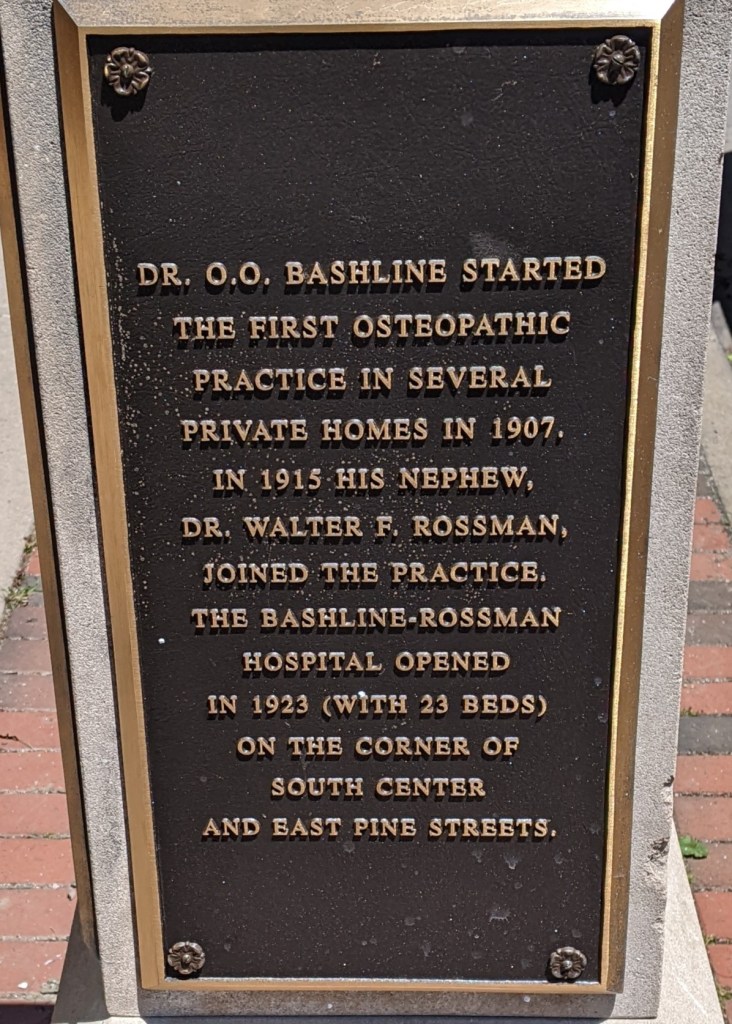 DR. O.O. BASHLINE STARTED
THE FIRST OSTEOPATHIC
PRACTICE IN SEVERAL
PRIVATE HOMES IN 1907.
IN 1915 HIS NEPHEW,
DR. WALTER F. ROSSMAN,
JOINED THE PRACTICE.
THE BASHLINE-ROSSMAN
HOSPITAL OPENED
IN 1923 (WITH 23 BEDS)
ON THE CORNER OF
SOUTH CENTER
AND EAST PINE STREETS.